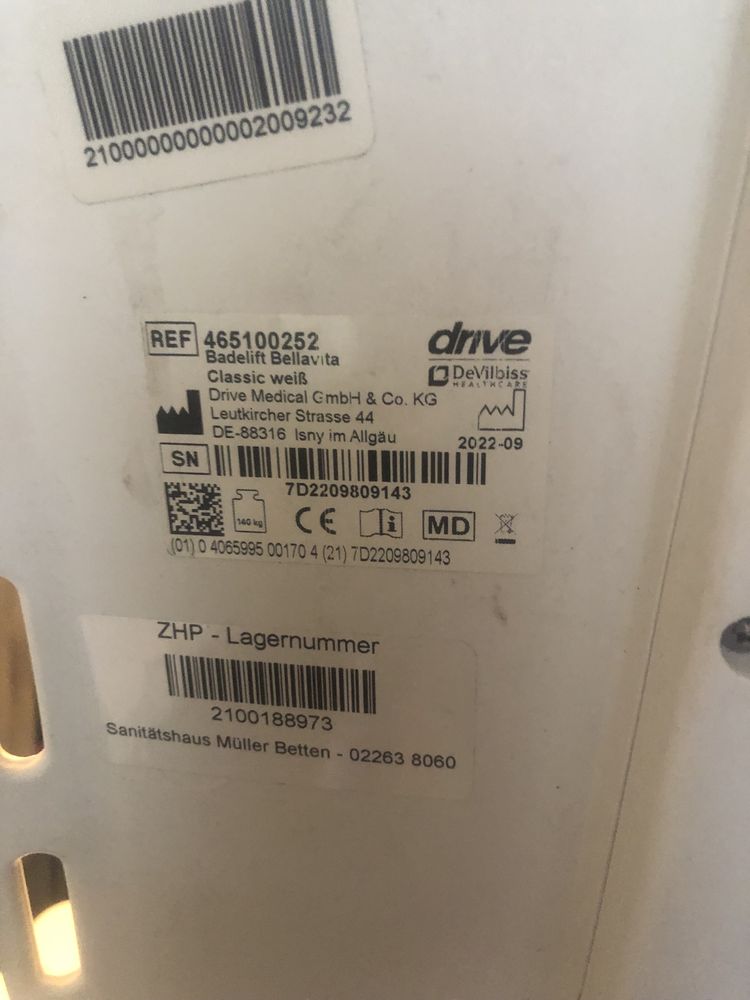 2100000000002009232
REF 465100252
Badelift Bellavita
Classic weiß
Drive Medical GmbH & Co. KG
Leutkircher Strasse 44
DE-88316 Isny im Allgäu
drive
DeVilbiss
HEALTHCARE
2022-09
SN
7D2209809143
140 kg
CE
i
MD
(01) 0 4065995 00170 4 (21) 7D2209809143
ZHP - Lagernummer
2100188973
Sanitätshaus Müller Betten - 02263 8060